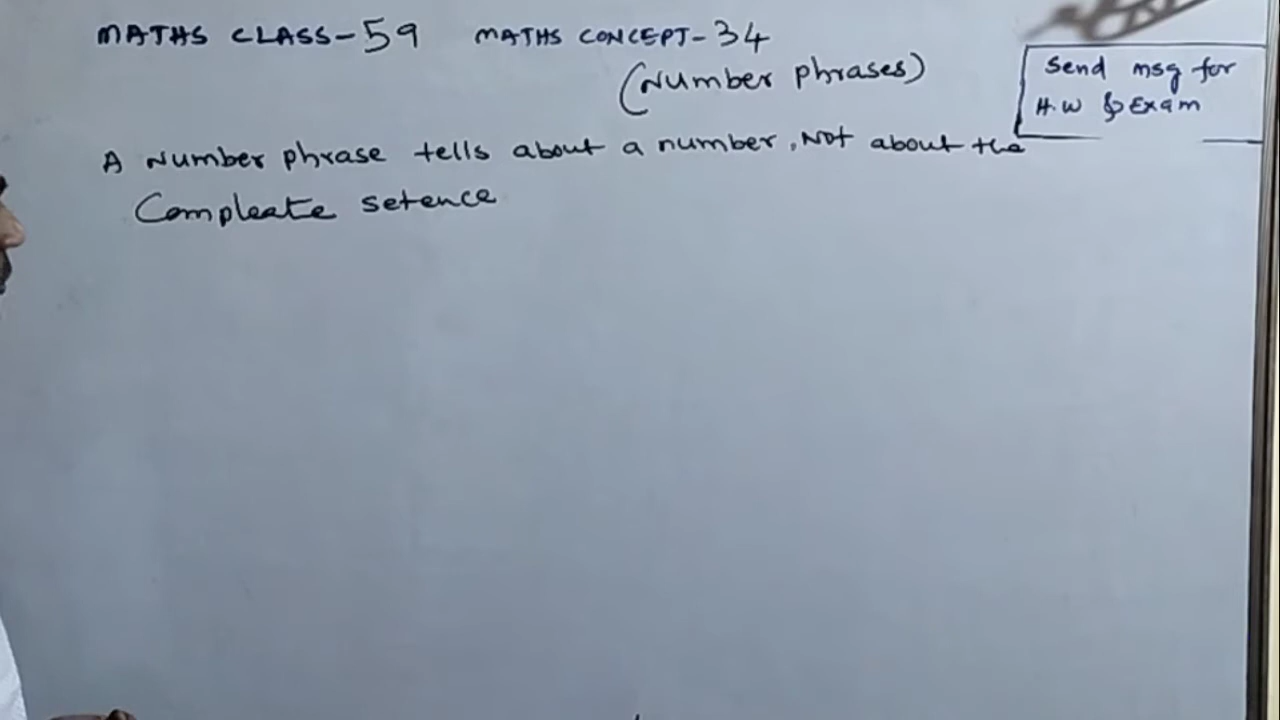 MATHS CLASS-59 MATHS CONCEPT-34
(Number phrases)
Send msg for
H.W & Exam
A Number phrase tells about a number, Not about the
Compleate setence